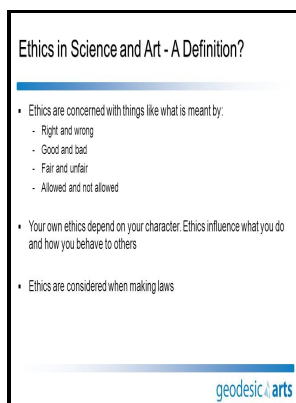 Ethics in Science and Art - A Definition?
▪ Ethics are concerned with things like what is meant by:
- Right and wrong
- Good and bad
- Fair and unfair
- Allowed and not allowed
▪ Your own ethics depend on your character. Ethics influence what you do
and how you behave to others
▪ Ethics are considered when making laws
geodesic arts